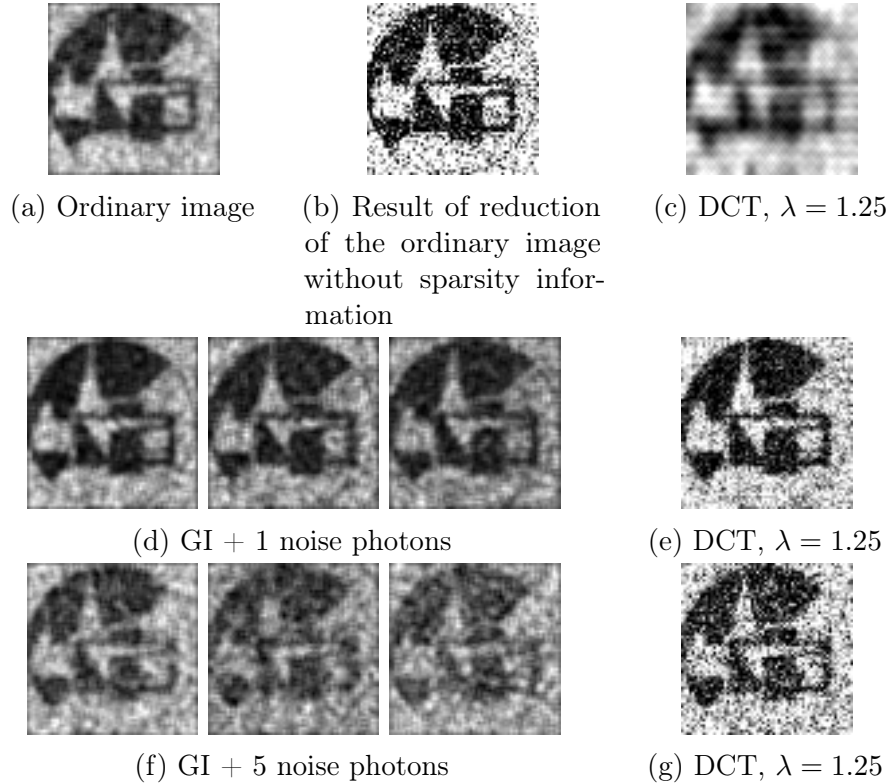 (a) Ordinary image
(b) Result of reduction
of the ordinary image
without sparsity infor-
mation
(c) DCT, λ = 1.25
(d) GI + 1 noise photons
(e) DCT, λ = 1.25
(f) GI + 5 noise photons
(g) DCT, λ = 1.25